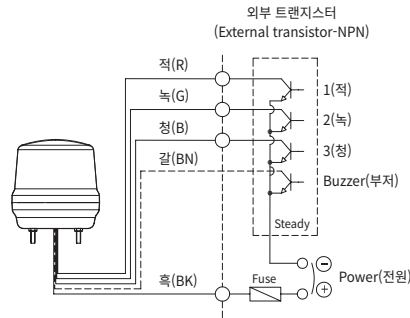 외부 트랜지스터
(External transistor-NPN)
적(R)
1(적)
녹(G)
2(녹)
청(B)
3(청)
갈(BN)
Buzzer(부저)
Steady
흑(BK)
Fuse
Power(전원)